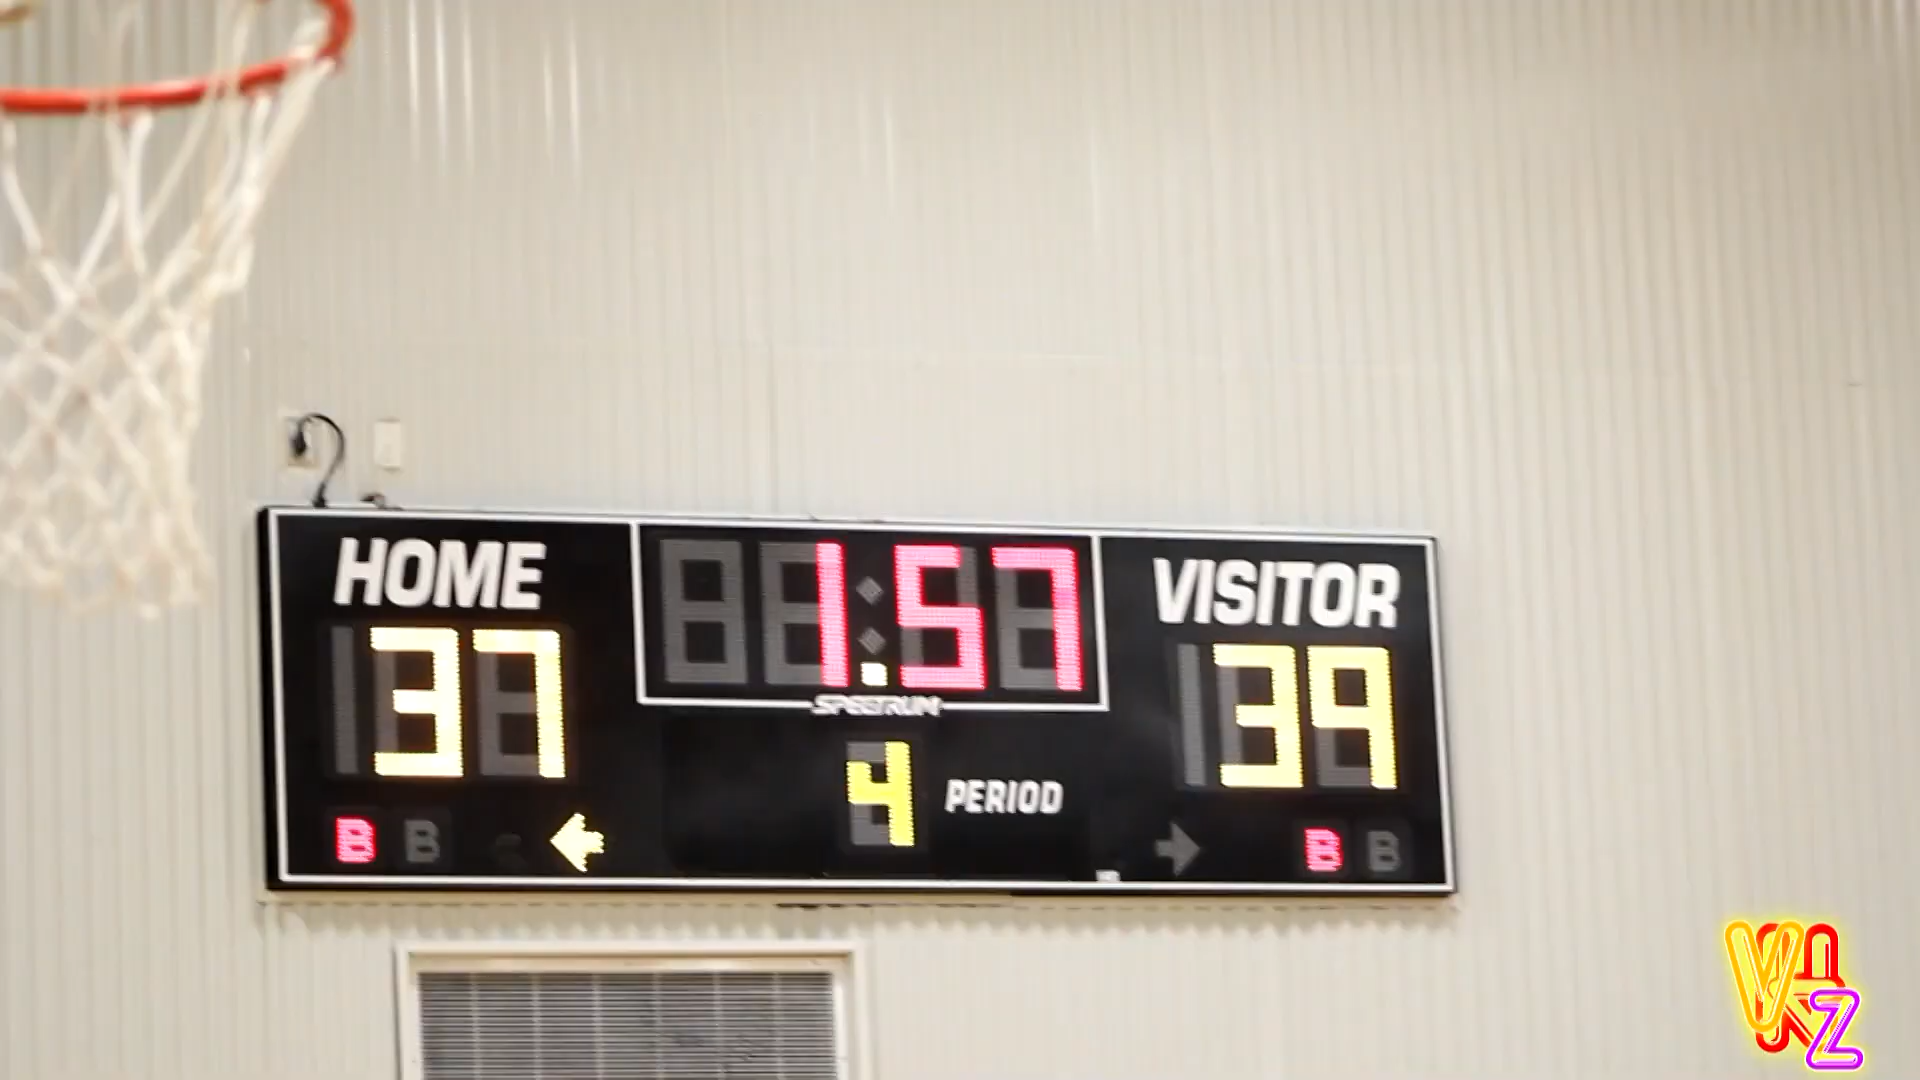 HOME 1.57 VISITOR
37 39
SPECTRUM
4 PERIOD
B B B B